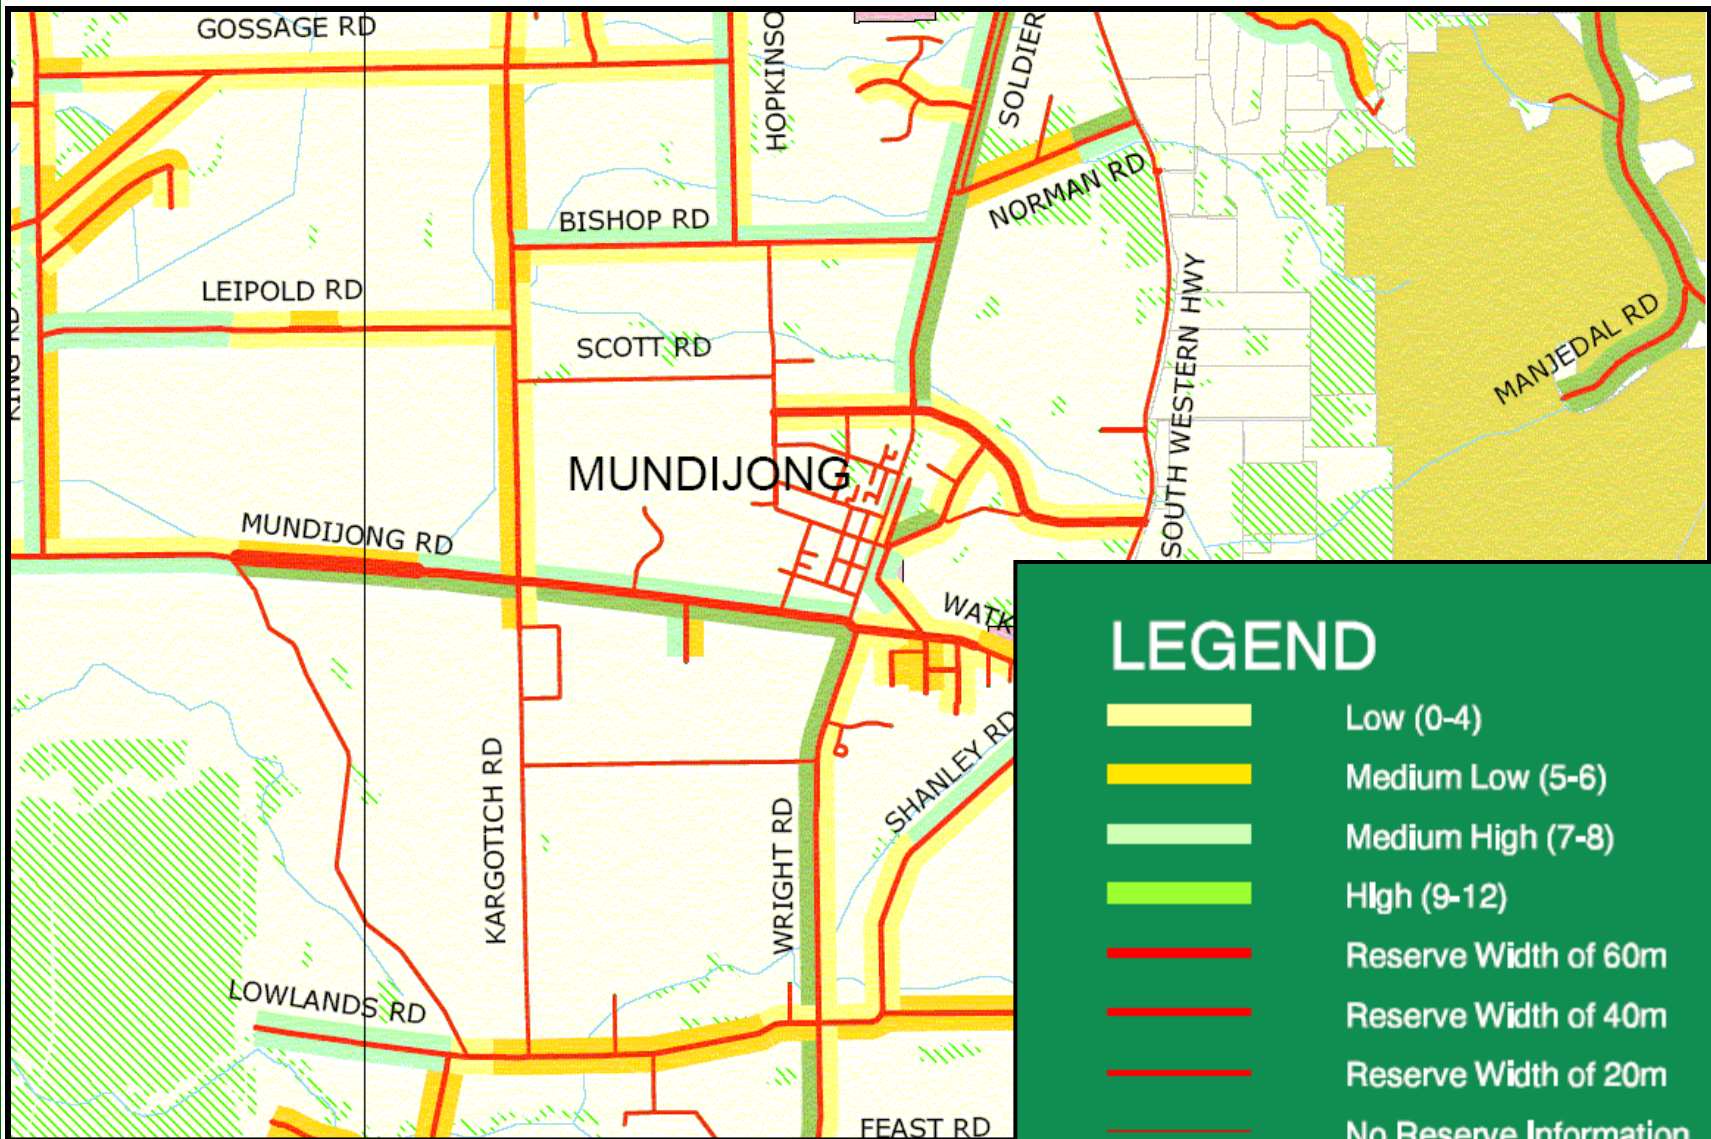 GOSSAGE RD
HOPKINSO
SOLDIER
NORMAN RD
BISHOP RD
LEIPOLD RD
KING RD
SCOTT RD
SOUTH WESTERN HWY
MANJEDAL RD
MUNDIJONG
MUNDIJONG RD
WATK
SHANLEY RD
KARGOTICH RD
WRIGHT RD
LOWLANDS RD
FEAST RD
LEGEND
Low (0-4)
Medium Low (5-6)
Medium High (7-8)
HIgh (9-12)
Reserve Width of 60m
Reserve Width of 40m
Reserve Width of 20m
No Reserve Information